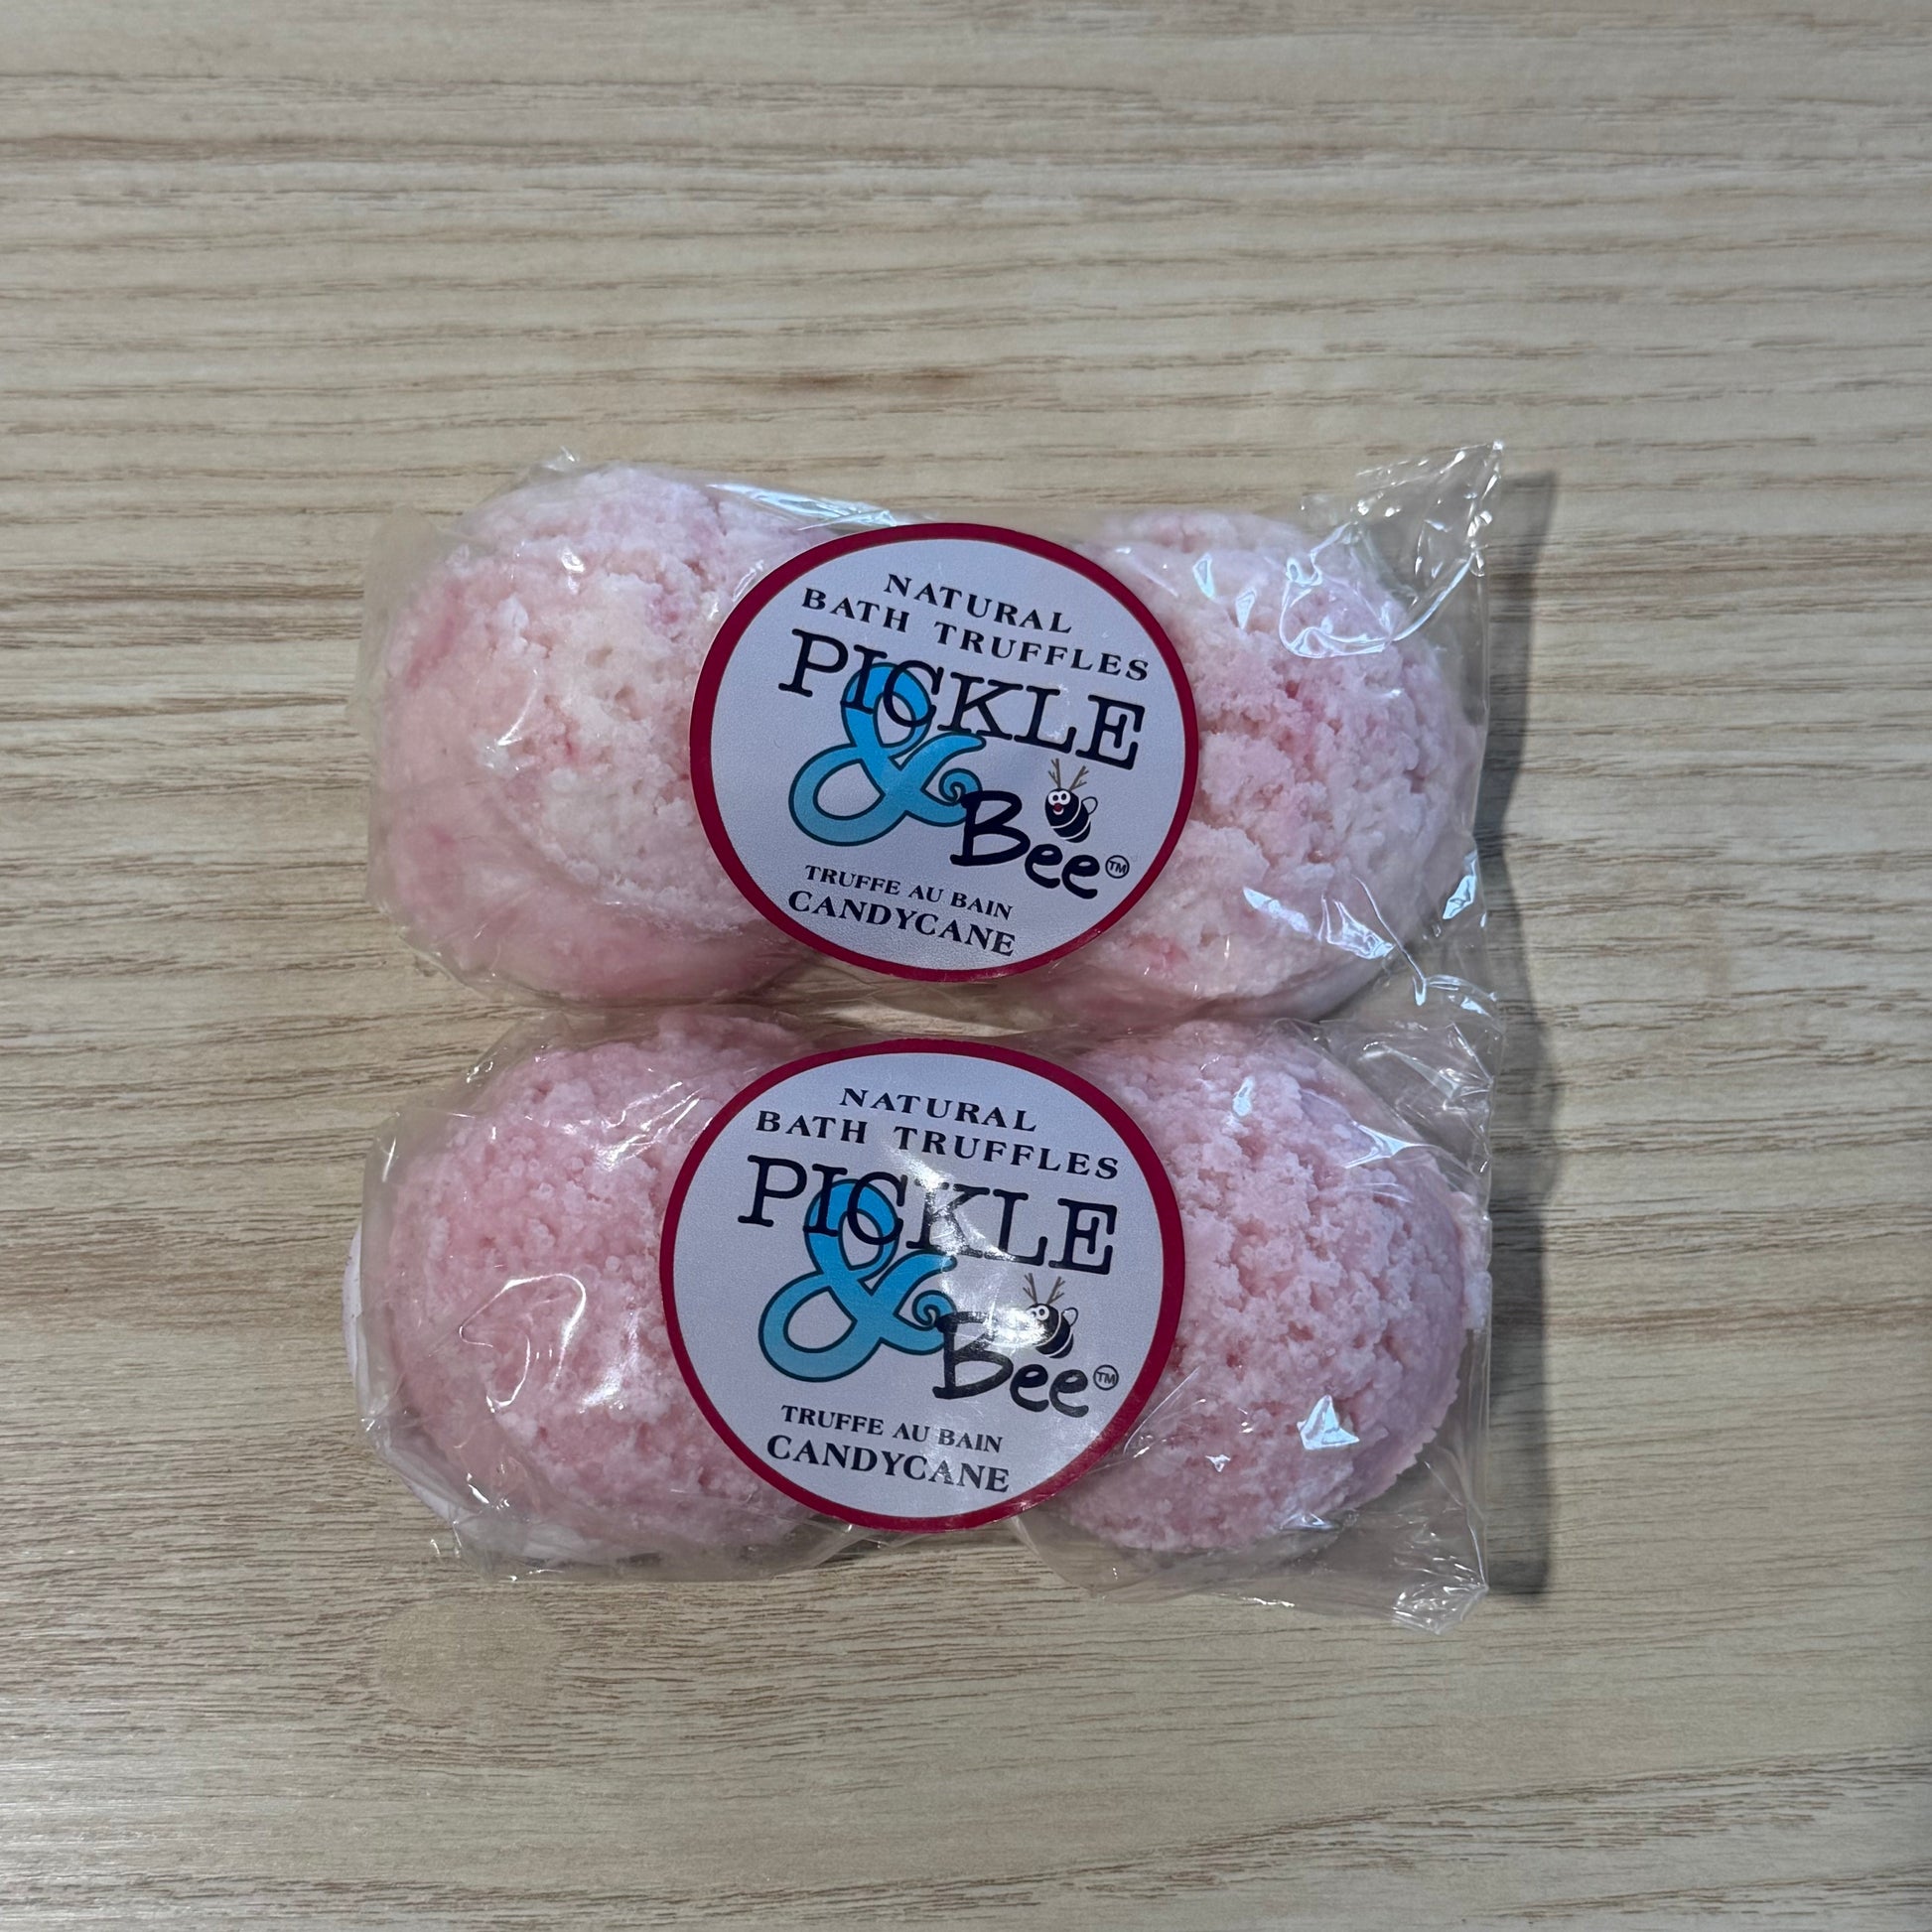 NATURAL
BATH TRUFFLES
PICKLE
&
Bee™
TRUFFE AU BAIN
CANDYCANE
NATURAL
BATH TRUFFLES
PICKLE
&
Bee™
TRUFFE AU BAIN
CANDYCANE